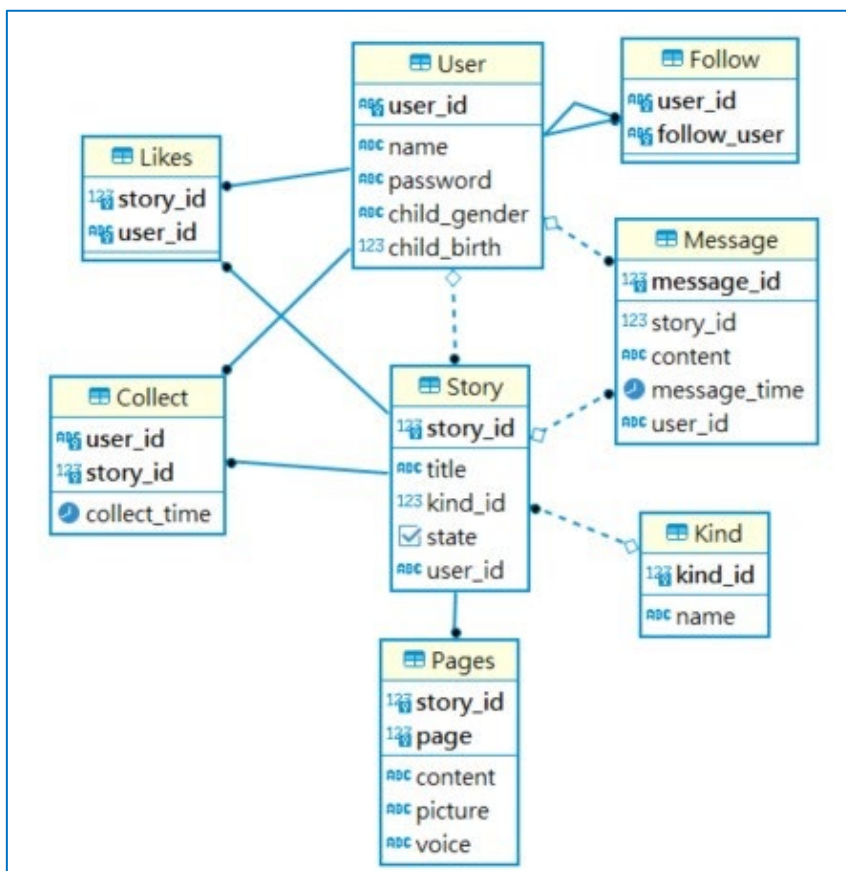 User
user_id
name
password
child_gender
child_birth
Follow
user_id
follow_user
Likes
story_id
user_id
Message
message_id
story_id
content
message_time
user_id
Collect
user_id
story_id
collect_time
Story
story_id
title
kind_id
state
user_id
Kind
kind_id
name
Pages
story_id
page
content
picture
voice